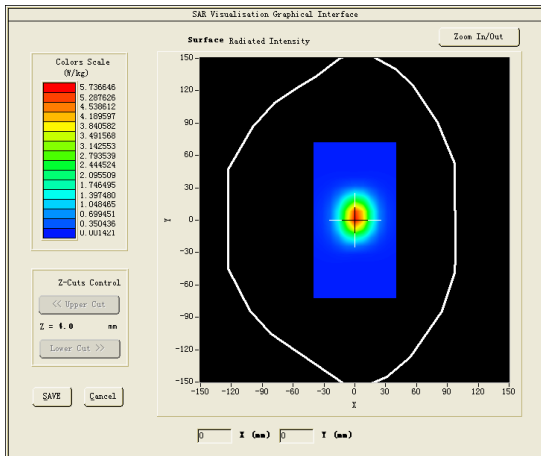 SAR Visualisation Graphical Interface
Surface Radiated Intensity
Zoom In/Out
Colors Scale
(W/kg)
5.736646
5.287626
4.538612
4.189597
3.840582
3.491568
3.142553
2.793539
2.444524
2.095509
1.746495
1.397480
1.048465
0.699451
0.350436
0.001421
150
120
90
60
30
0
-30
-60
-90
-120
-150
Y
-150 -120 -90 -60 -30 0 30 60 90 120 150
X
Z-Cuts Control
<< Upper Cut
Z = 4.0 mm
Lower Cut >>
SAVE
Cancel
0 X (mm) 0 Y (mm)